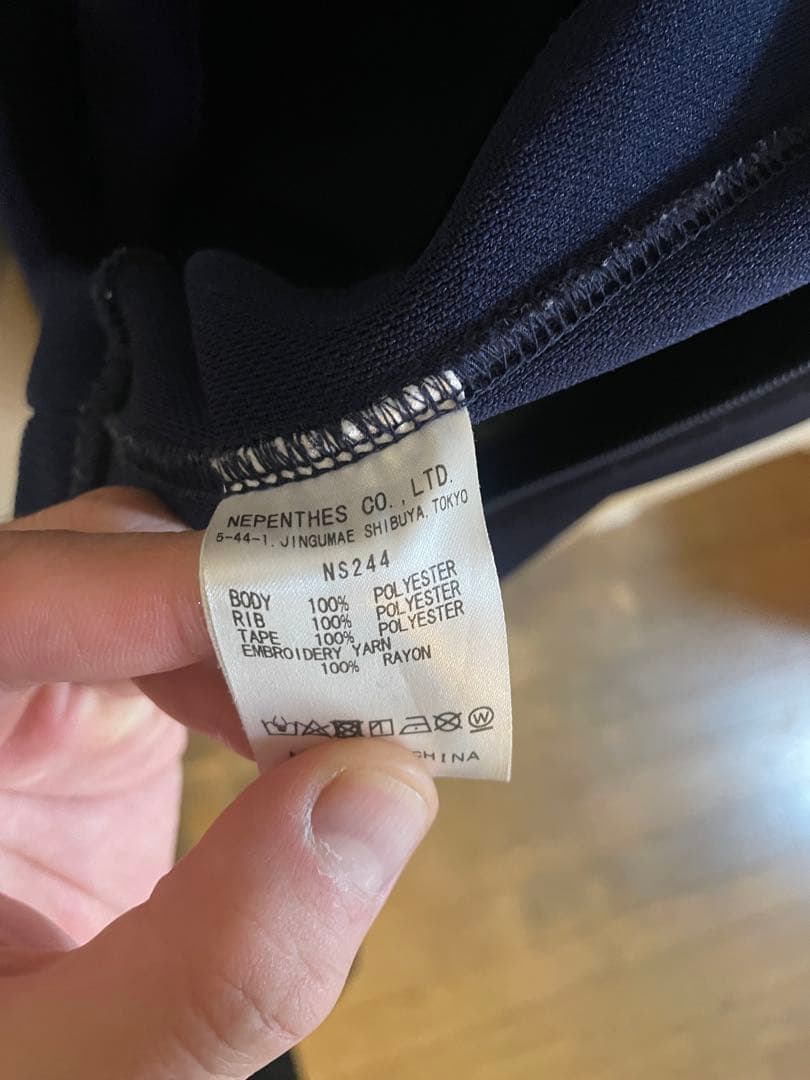 NEPENTHES CO.,LTD.
5-44-1. JINGUMAE SHIBUYA. TOKYO
NS244
BODY 100% POLYESTER
RIB 100% POLYESTER
TAPE 100% POLYESTER
EMBROIDERY YARN
100% RAYON
W
CHINA